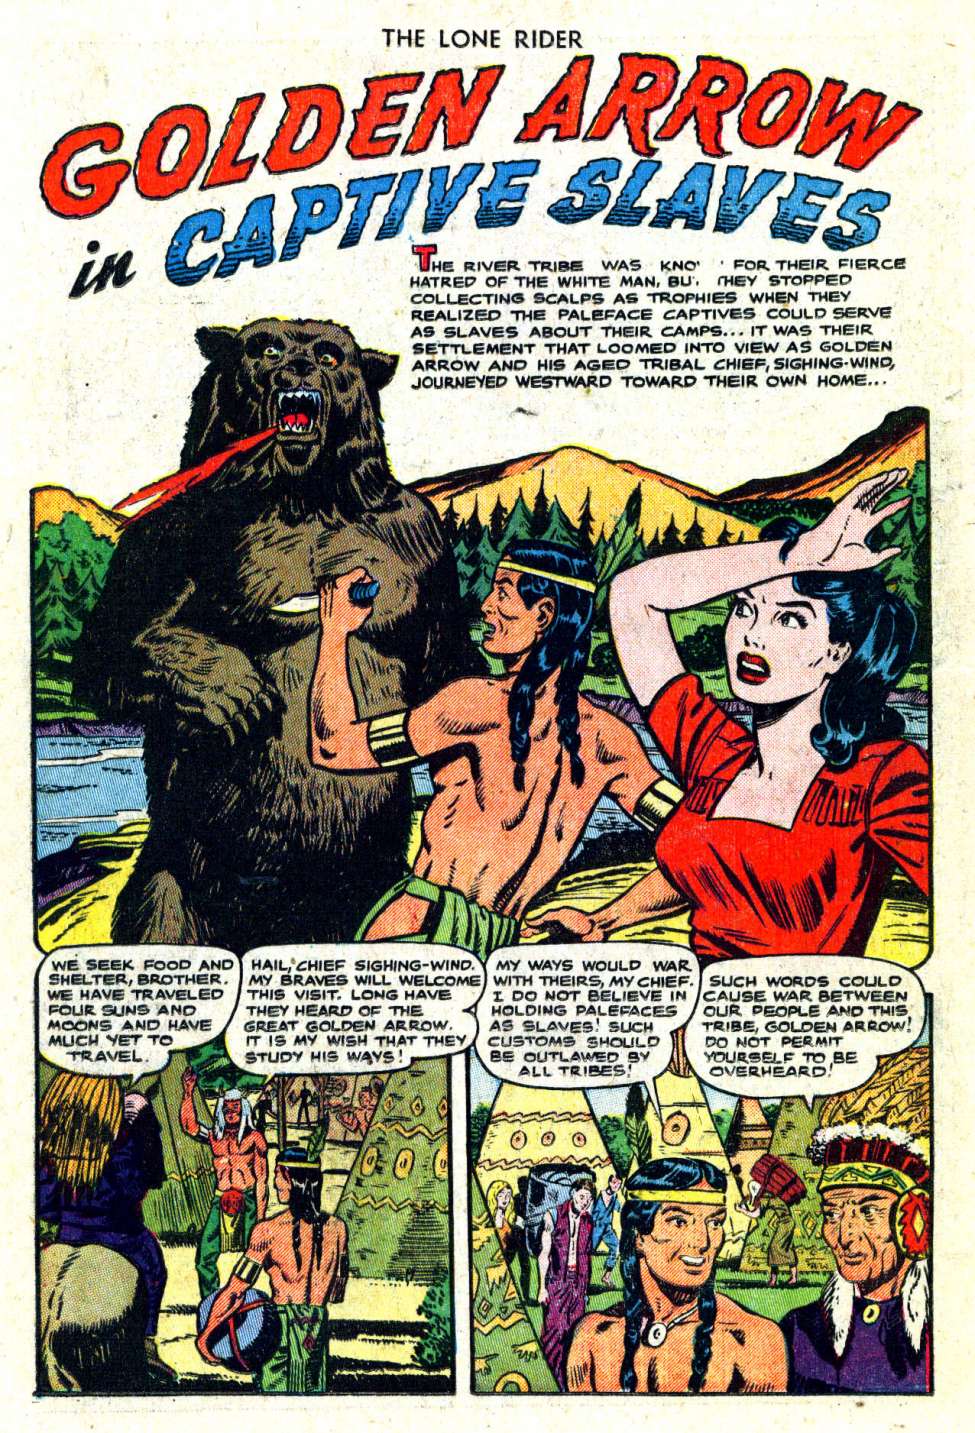 THE LONE RIDER
GOLDEN ARROW
in CAPTIVE SLAVES
THE RIVER TRIBE WAS KNO' ' FOR THEIR FIERCE
HATRED OF THE WHITE MAN, BU. THEY STOPPED
COLLECTING SCALPS AS TROPHIES WHEN THEY
REALIZED THE PALEFACE CAPTIVES COULD SERVE
AS SLAVES ABOUT THEIR CAMPS... IT WAS THEIR
SETTLEMENT THAT LOOMED INTO VIEW AS GOLDEN
ARROW AND HIS AGED TRIBAL CHIEF, SIGHING-WIND,
JOURNEYED WESTWARD TOWARD THEIR OWN HOME...
WE SEEK FOOD AND
SHELTER, BROTHER.
WE HAVE TRAVELED
FOUR SUNS AND
MOONS AND HAVE
MUCH YET TO
TRAVEL.
HAIL, CHIEF SIGHING-WIND.
MY BRAVES WILL WELCOME
THIS VISIT. LONG HAVE
THEY HEARD OF THE
GREAT GOLDEN ARROW.
IT IS MY WISH THAT THEY
STUDY HIS WAYS!
MY WAYS WOULD WAR
WITH THEIRS, MY CHIEF.
I DO NOT BELIEVE IN
HOLDING PALEFACES
AS SLAVES! SUCH
CUSTOMS SHOULD
BE OUTLAWED BY
ALL TRIBES!
SUCH WORDS COULD
CAUSE WAR BETWEEN
OUR PEOPLE AND THIS
TRIBE, GOLDEN ARROW!
DO NOT PERMIT
YOURSELF TO BE
OVERHEARD!